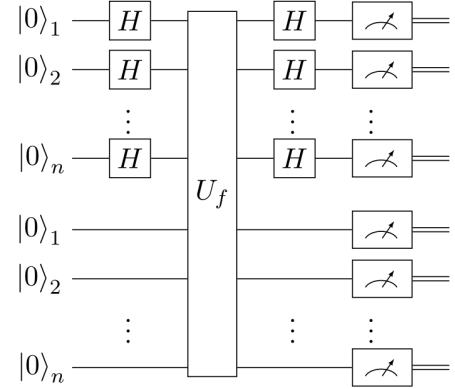 |0⟩₁ H H
|0⟩₂ H H
⋮ ⋮ ⋮
|0⟩ₙ H H
U_f
|0⟩₁
|0⟩₂
⋮ ⋮ ⋮
|0⟩ₙ